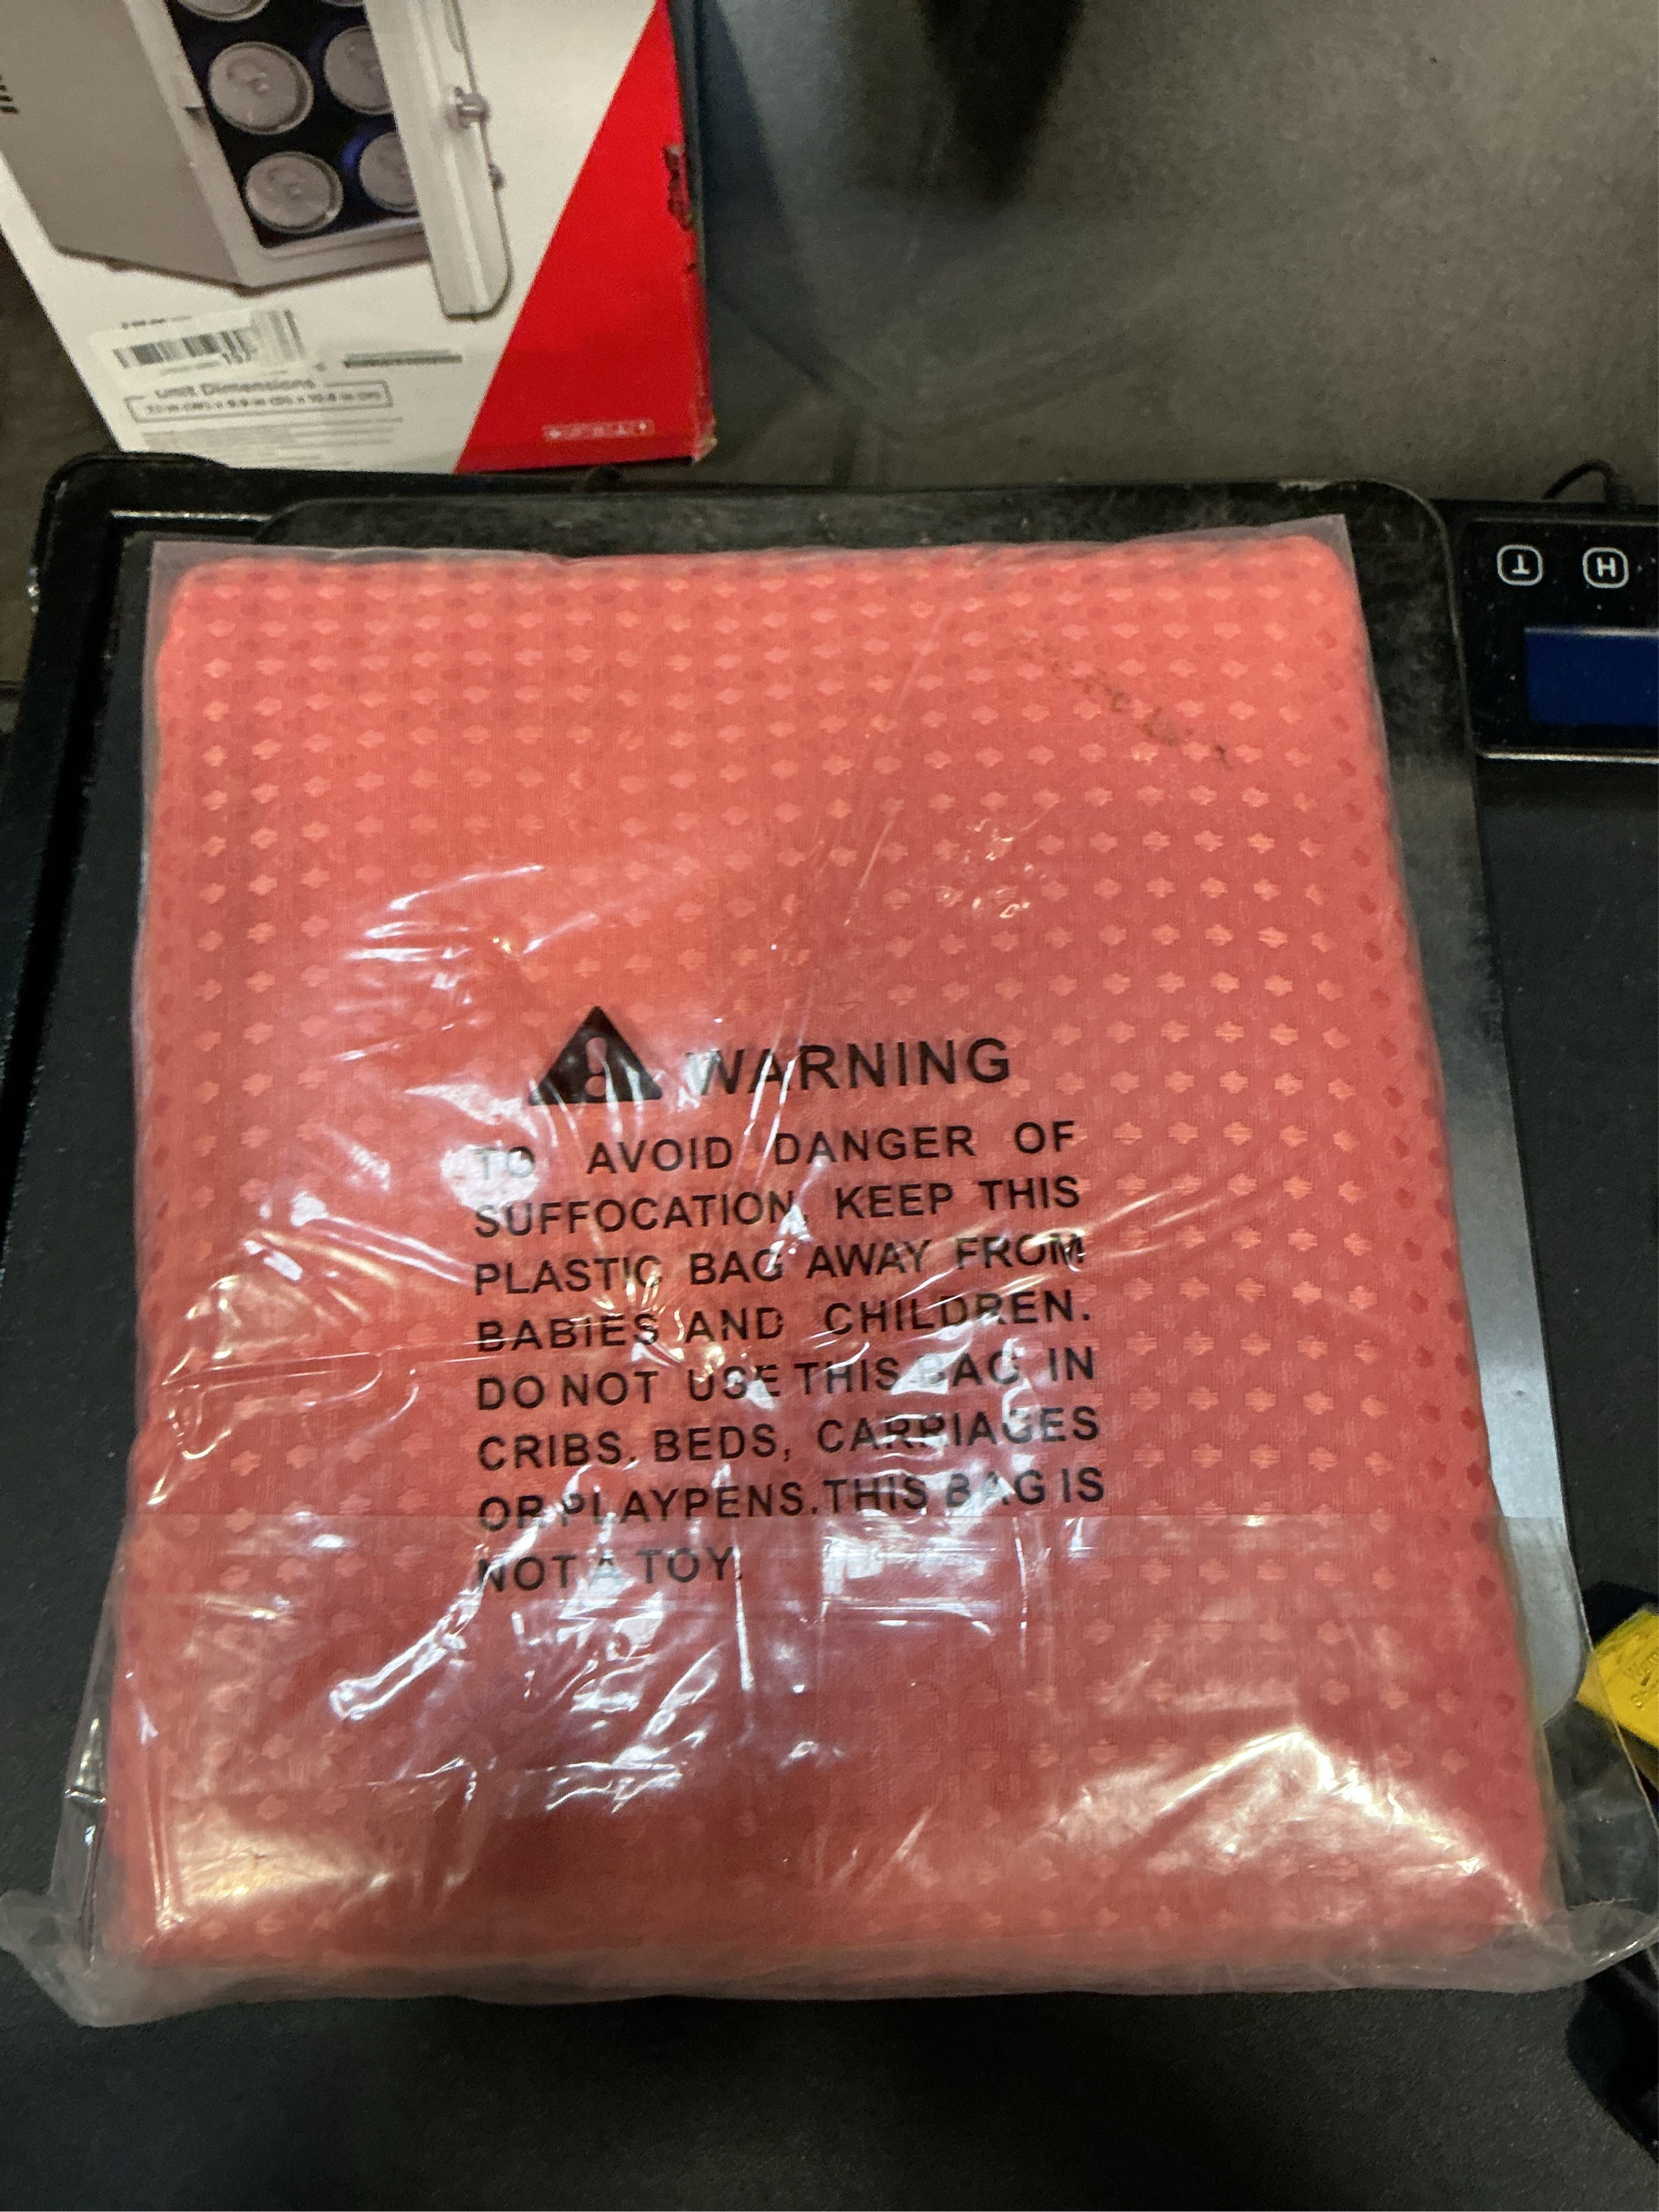 Unit Dimensions
T
H
WARNING
TO AVOID DANGER OF
SUFFOCATION, KEEP THIS
PLASTIC BAG AWAY FROM
BABIES AND CHILDREN.
DO NOT USE THIS BAG IN
CRIBS, BEDS, CARRIAGES
OR PLAYPENS.THIS BAG IS
NOT A TOY.